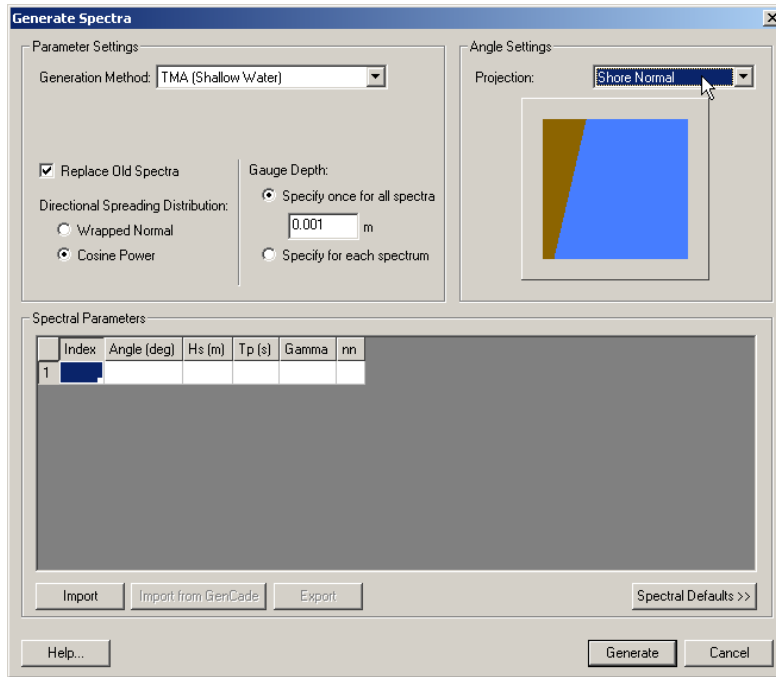 Generate Spectra
Parameter Settings
Generation Method: TMA (Shallow Water)
Replace Old Spectra
Directional Spreading Distribution:
Wrapped Normal
Cosine Power
Gauge Depth:
Specify once for all spectra
0.001 m
Specify for each spectrum
Angle Settings
Projection: Shore Normal
Spectral Parameters
Index Angle (deg) Hs (m) Tp (s) Gamma nn
1
Import Import from GenCade Export Spectral Defaults >>
Help... Generate Cancel